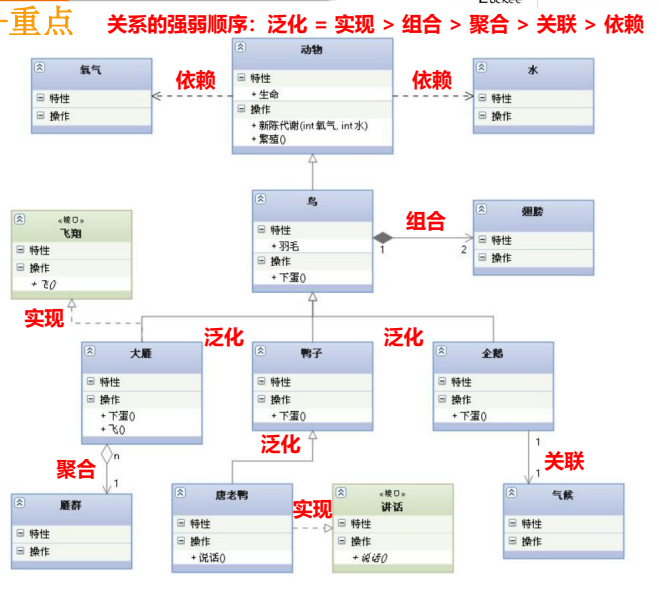 重点
关系的强弱顺序：泛化 = 实现 > 组合 > 聚合 > 关联 > 依赖
氧气
特性
操作
依赖
动物
特性
+ 生命
操作
+ 新陈代谢(int 氧气, int 水)
+ 繁殖()
依赖
水
特性
操作
«接口»
飞翔
特性
操作
+ 飞()
鸟
特性
+ 羽毛
操作
+ 下蛋()
组合
1
2
翅膀
特性
操作
实现
泛化
泛化
大雁
特性
操作
+ 下蛋()
+ 飞()
鸭子
特性
操作
+ 下蛋()
企鹅
特性
操作
+ 下蛋()
聚合
n
1
泛化
1
关联
1
雁群
特性
操作
唐老鸭
特性
操作
+ 说话()
实现
«接口»
讲话
特性
操作
+ 说话()
气候
特性
操作